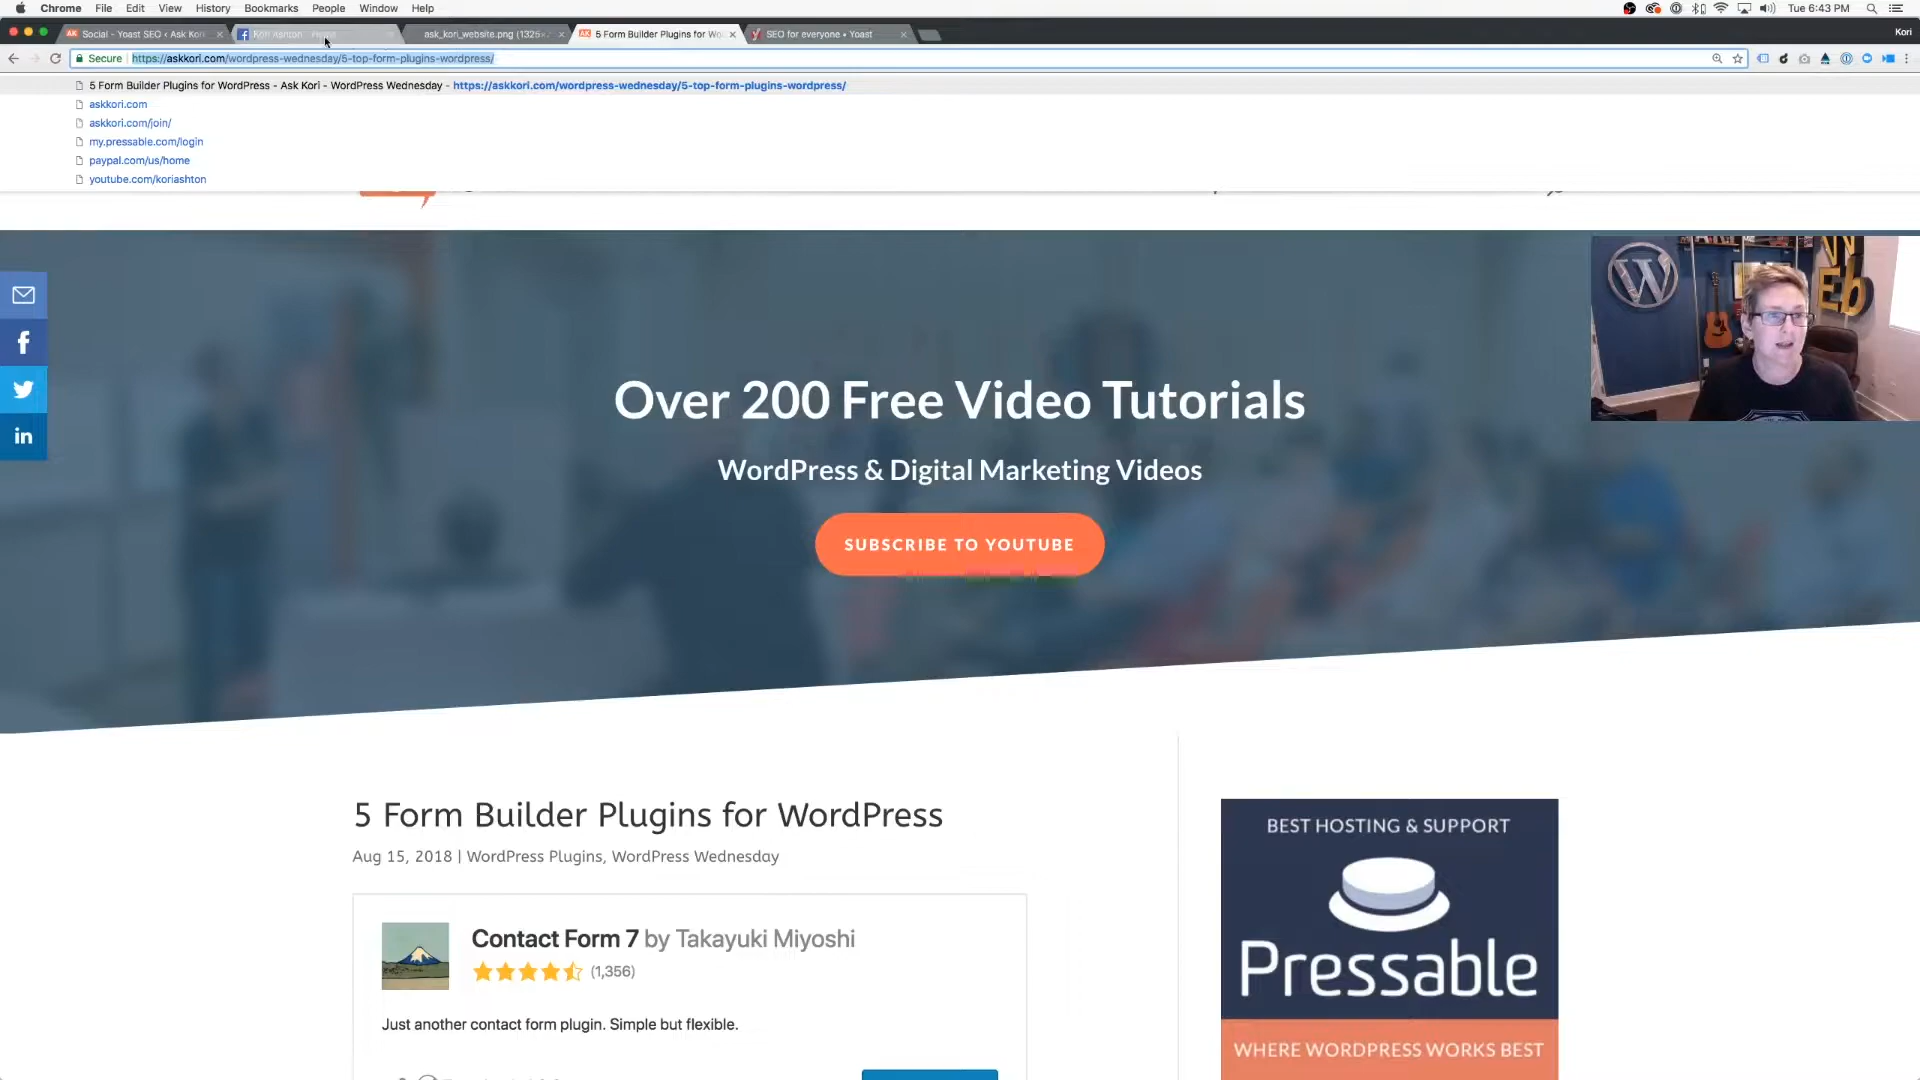 Chrome File Edit View History Bookmarks People Window Help
Tue 6:43 PM
Social - Yoast SEO ‹ Ask Kori
Kori Ashton
ask_kori_website.png (1325×
5 Form Builder Plugins for Wo
SEO for everyone • Yoast
Kori
Secure https://askkori.com/wordpress-wednesday/5-top-form-plugins-wordpress/
5 Form Builder Plugins for WordPress - Ask Kori - WordPress Wednesday - https://askkori.com/wordpress-wednesday/5-top-form-plugins-wordpress/
askkori.com
askkori.com/join/
my.pressable.com/login
paypal.com/us/home
youtube.com/koriashton
Over 200 Free Video Tutorials
WordPress & Digital Marketing Videos
SUBSCRIBE TO YOUTUBE
5 Form Builder Plugins for WordPress
Aug 15, 2018 | WordPress Plugins, WordPress Wednesday
Contact Form 7 by Takayuki Miyoshi
(1,356)
Just another contact form plugin. Simple but flexible.
BEST HOSTING & SUPPORT
Pressable
WHERE WORDPRESS WORKS BEST